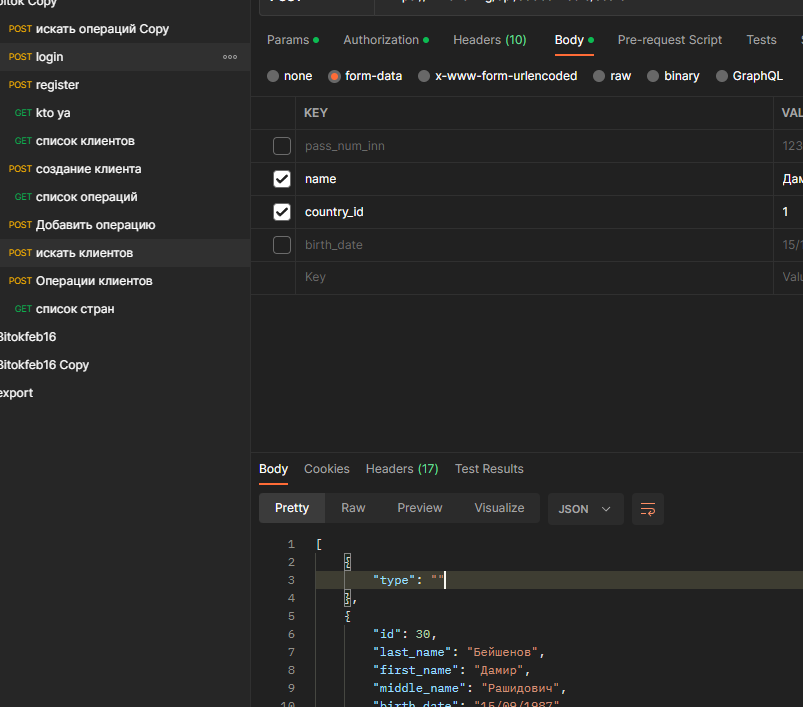 Bitok Copy
POST искать операций Copy
POST login
POST register
GET kto ya
GET список клиентов
POST создание клиента
GET список операций
POST Добавить операцию
POST искать клиентов
POST Операции клиентов
GET список стран
Bitokfeb16
Bitokfeb16 Copy
export
Params Authorization Headers (10) Body Pre-request Script Tests
none form-data x-www-form-urlencoded raw binary GraphQL
KEY VAL
pass_num_inn 123
name Дам
country_id 1
birth_date 15/1
Key Valu
Body Cookies Headers (17) Test Results
Pretty Raw Preview Visualize JSON
1 [
2 {
3 "type": ""
4 },
5 {
6 "id": 30,
7 "last_name": "Бейшенов",
8 "first_name": "Дамир",
9 "middle_name": "Рашидович",
10 "birth_date": "15/09/1987"